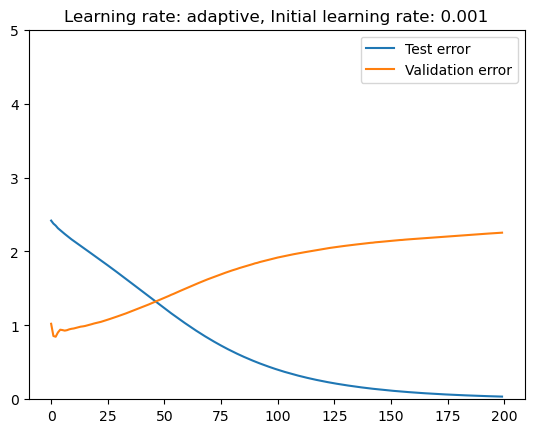 Learning rate: adaptive, Initial learning rate: 0.001
5
4
3
2
1
0
Test error
Validation error
0 25 50 75 100 125 150 175 200